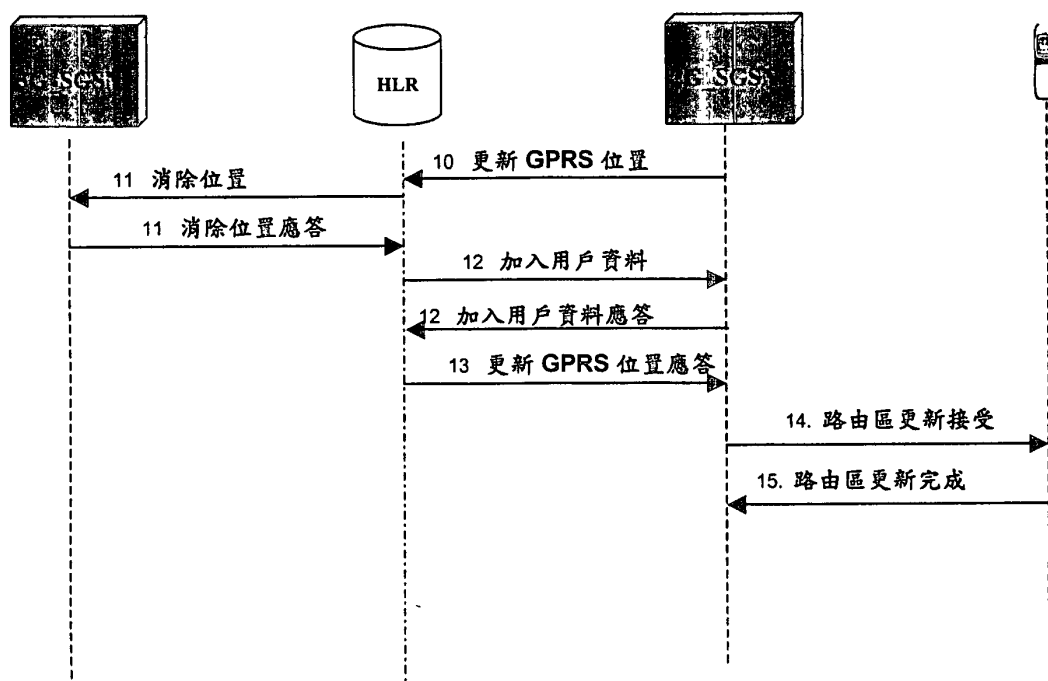 SGSN
HLR
SGSN
10 更新 GPRS 位置
11 消除位置
11 消除位置應答
12 加入用戶資料
12 加入用戶資料應答
13 更新 GPRS 位置應答
14. 路由區更新接受
15. 路由區更新完成